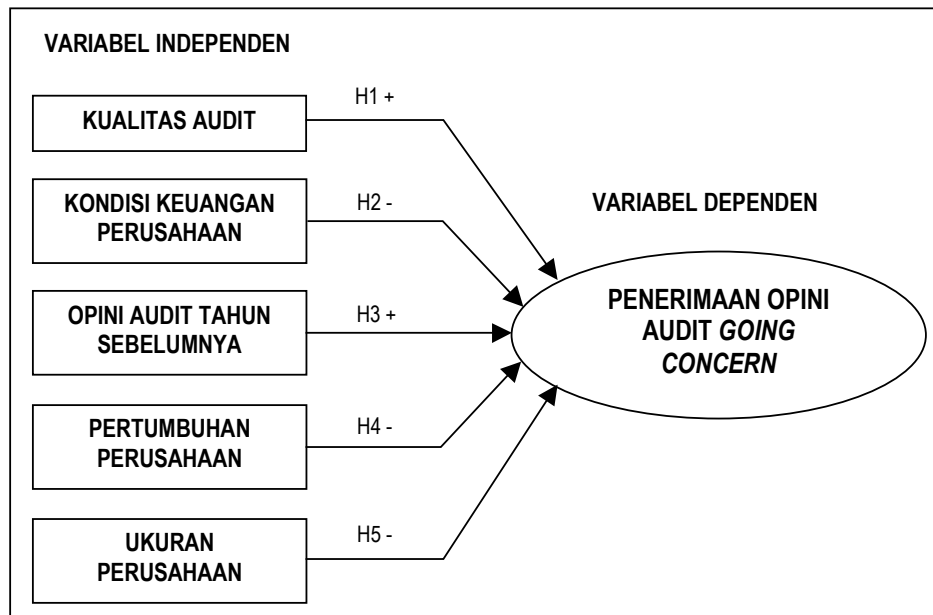 VARIABEL INDEPENDEN
KUALITAS AUDIT
H1 +
KONDISI KEUANGAN
PERUSAHAAN
H2 -
OPINI AUDIT TAHUN
SEBELUMNYA
H3 +
PERTUMBUHAN
PERUSAHAAN
H4 -
UKURAN
PERUSAHAAN
H5 -
VARIABEL DEPENDEN
PENERIMAAN OPINI
AUDIT GOING
CONCERN